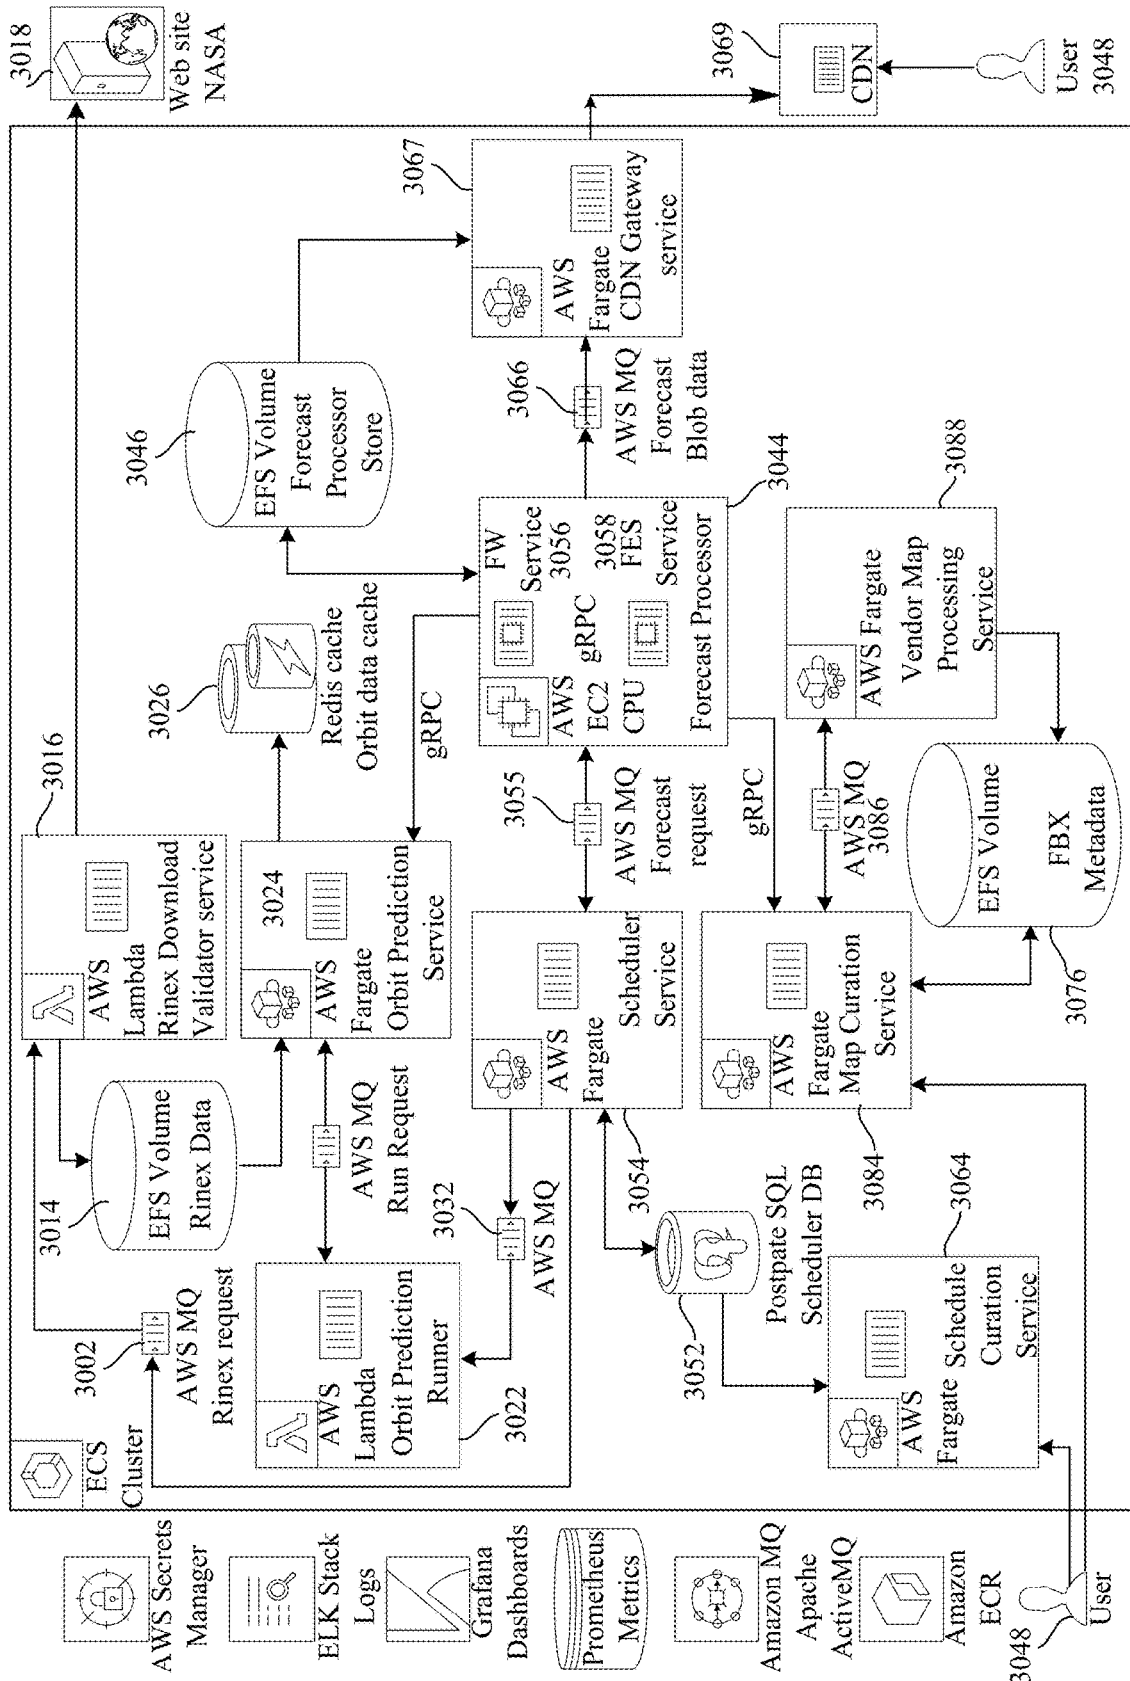 AWS Secrets
Manager
ELK Stack
Logs
Grafana
Dashboards
Prometheus
Metrics
Amazon MQ
Apache
ActiveMQ
Amazon
ECR
3048
User
ECS
Cluster
3002
AWS MQ
Rinex request
3014
EFS Volume
Rinex Data
3016
AWS
Lambda
Rinex Download
Validator service
3018
Web site
NASA
AWS
Lambda
Orbit Prediction
Runner
3022
AWS MQ
Run Request
3024
AWS
Fargate
Orbit Prediction
Service
3026
Redis cache
Orbit data cache
gRPC
3046
EFS Volume
Forecast
Processor
Store
3032
AWS MQ
AWS
Fargate
Scheduler
Service
3054
3055
AWS MQ
Forecast
request
FW
Service
3056
gRPC
3058
FES
Service
AWS
EC2
CPU
Forecast Processor
3044
3066
AWS MQ
Forecast
Blob data
3067
AWS
Fargate
CDN Gateway
service
3069
CDN
User
3048
3052
Postpate SQL
Scheduler DB
AWS
Fargate
Schedule
Curation
Service
3064
AWS
Fargate
Map Curation
Service
3084
gRPC
AWS MQ
3086
AWS Fargate
Vendor Map
Processing
Service
3088
EFS Volume
FBX
Metadata
3076